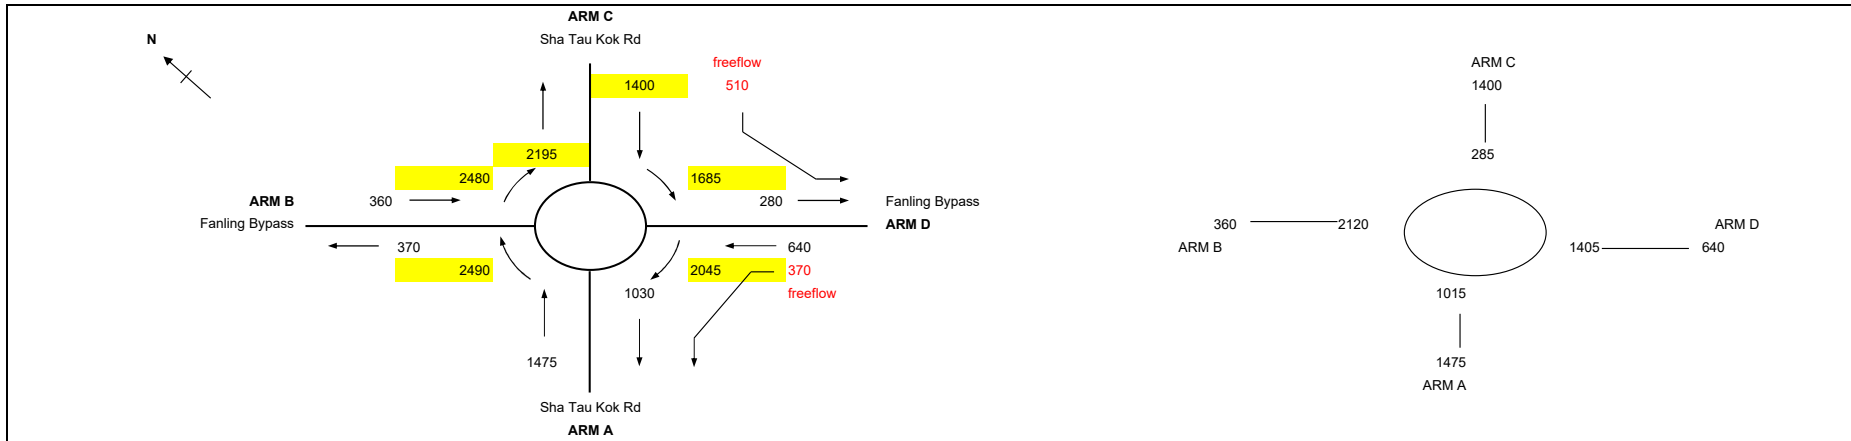 ARM C
Sha Tau Kok Rd
N
freeflow
1400
510
2195
2480
1685
ARM B
360
280
Fanling Bypass
Fanling Bypass
ARM D
370
640
2490
2045
370
1030
freeflow
1475
Sha Tau Kok Rd
ARM A
ARM C
1400
285
360
2120
ARM D
ARM B
1405
640
1015
1475
ARM A